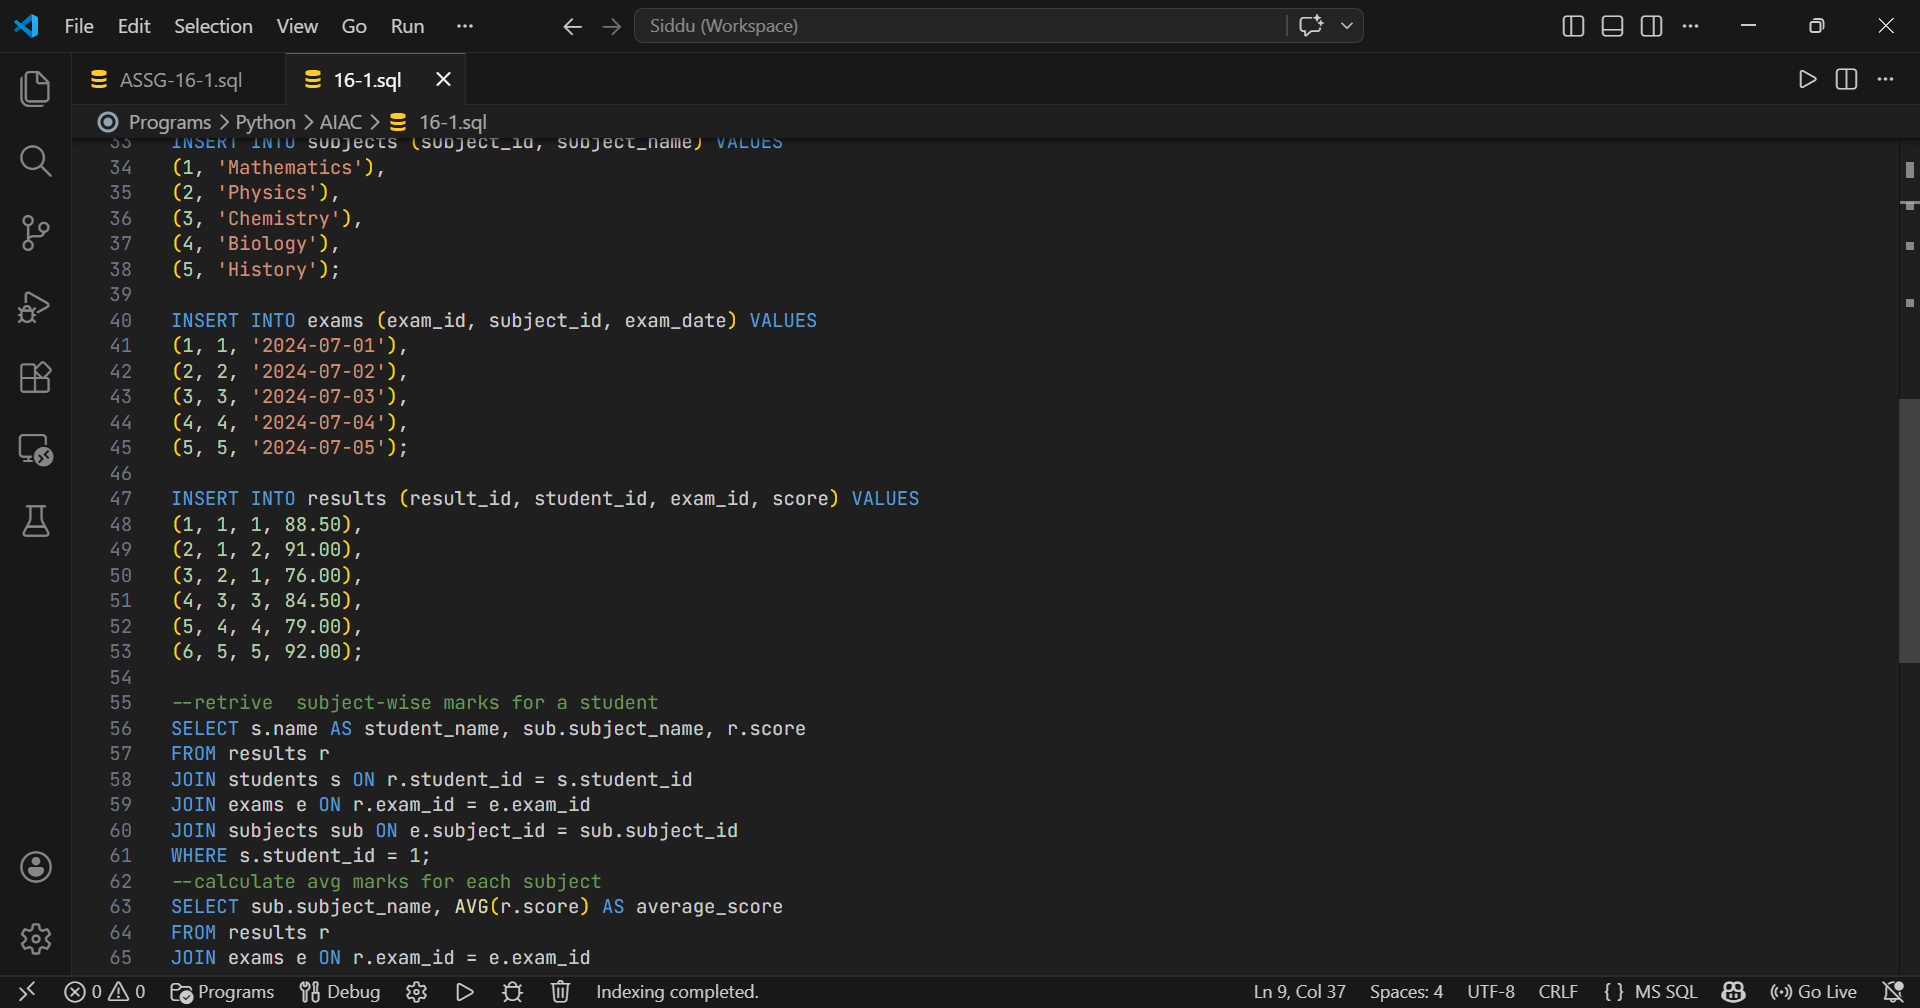 File Edit Selection View Go Run ··· Siddu (Workspace)
ASSG-16-1.sql 16-1.sql
Programs > Python > AIAC > 16-1.sql
33 INSERT INTO subjects (subject_id, subject_name) VALUES
34 (1, 'Mathematics'),
35 (2, 'Physics'),
36 (3, 'Chemistry'),
37 (4, 'Biology'),
38 (5, 'History');
39
40 INSERT INTO exams (exam_id, subject_id, exam_date) VALUES
41 (1, 1, '2024-07-01'),
42 (2, 2, '2024-07-02'),
43 (3, 3, '2024-07-03'),
44 (4, 4, '2024-07-04'),
45 (5, 5, '2024-07-05');
46
47 INSERT INTO results (result_id, student_id, exam_id, score) VALUES
48 (1, 1, 1, 88.50),
49 (2, 1, 2, 91.00),
50 (3, 2, 1, 76.00),
51 (4, 3, 3, 84.50),
52 (5, 4, 4, 79.00),
53 (6, 5, 5, 92.00);
54
55 --retrive  subject-wise marks for a student
56 SELECT s.name AS student_name, sub.subject_name, r.score
57 FROM results r
58 JOIN students s ON r.student_id = s.student_id
59 JOIN exams e ON r.exam_id = e.exam_id
60 JOIN subjects sub ON e.subject_id = sub.subject_id
61 WHERE s.student_id = 1;
62 --calculate avg marks for each subject
63 SELECT sub.subject_name, AVG(r.score) AS average_score
64 FROM results r
65 JOIN exams e ON r.exam_id = e.exam_id
0 0 Programs Debug Indexing completed. Ln 9, Col 37 Spaces: 4 UTF-8 CRLF { } MS SQL Go Live